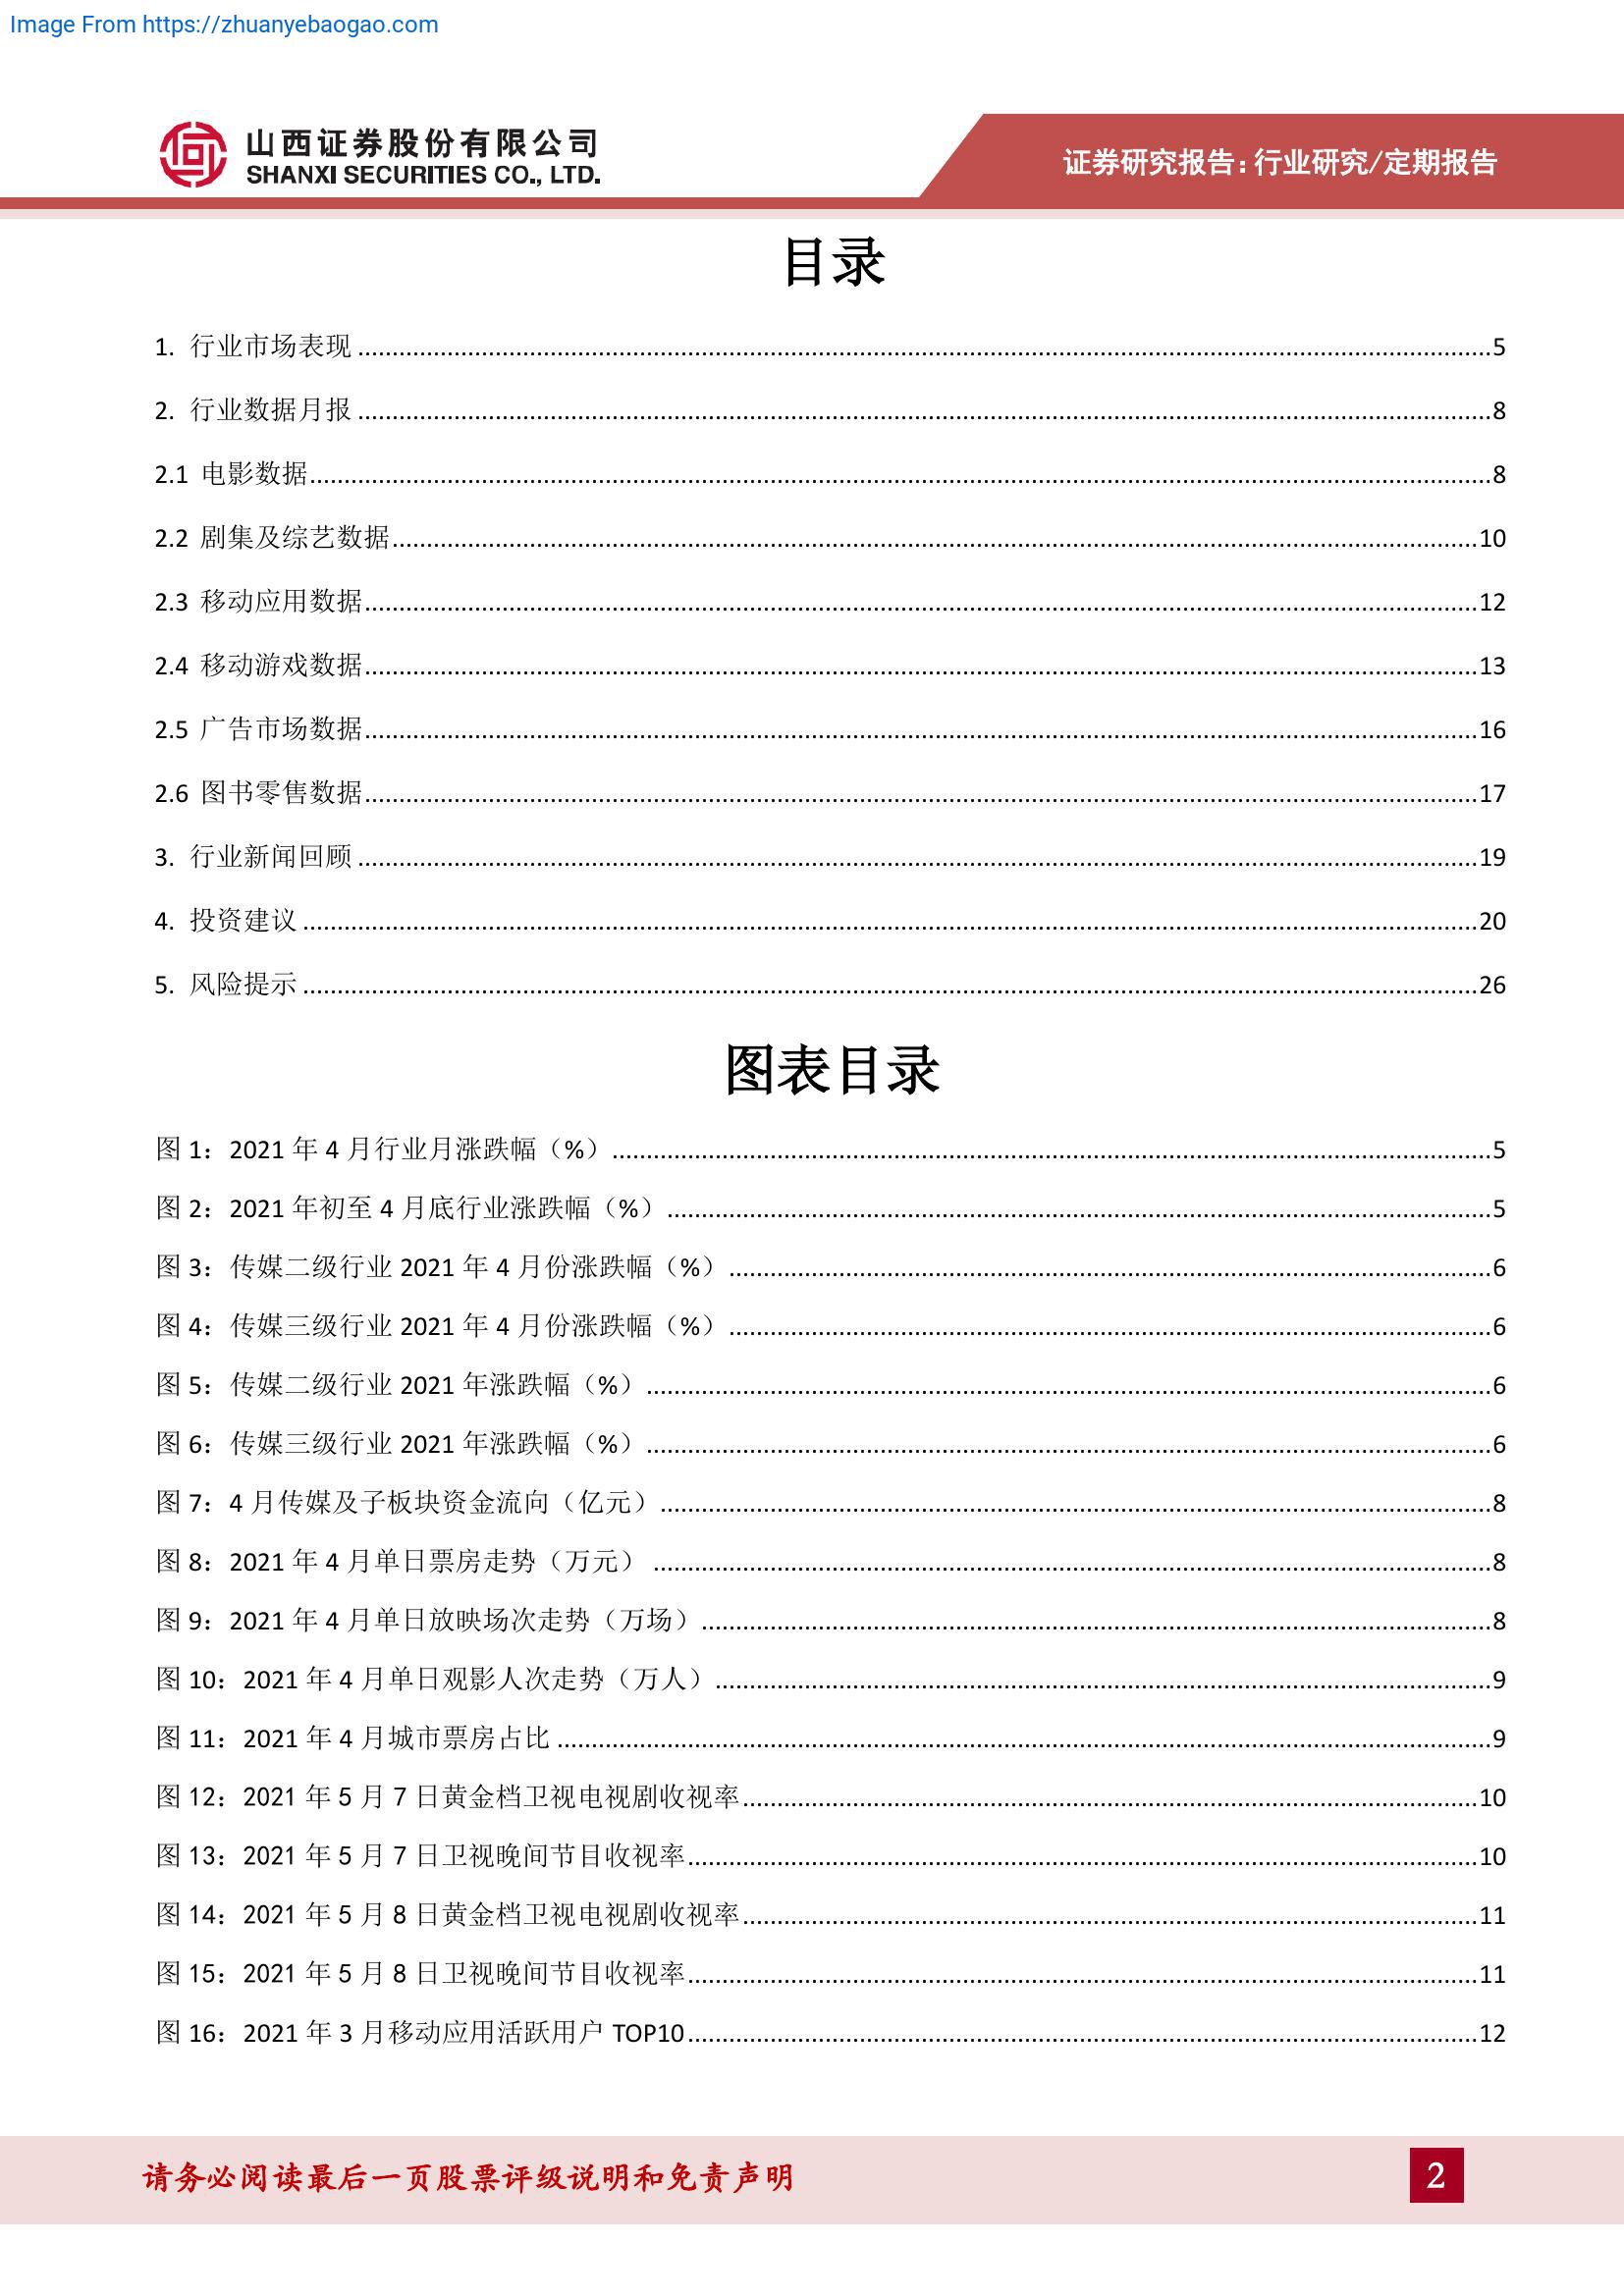 Image From https://zhuanyebaogao.com
山西证券股份有限公司
SHANXI SECURITIES CO., LTD.
证券研究报告：行业研究/定期报告
目录
1. 行业市场表现 5
2. 行业数据月报 8
2.1 电影数据 8
2.2 剧集及综艺数据 10
2.3 移动应用数据 12
2.4 移动游戏数据 13
2.5 广告市场数据 16
2.6 图书零售数据 17
3. 行业新闻回顾 19
4. 投资建议 20
5. 风险提示 26
图表目录
图 1：2021 年 4 月行业月涨跌幅（%） 5
图 2：2021 年初至 4 月底行业涨跌幅（%） 5
图 3：传媒二级行业 2021 年 4 月份涨跌幅（%） 6
图 4：传媒三级行业 2021 年 4 月份涨跌幅（%） 6
图 5：传媒二级行业 2021 年涨跌幅（%） 6
图 6：传媒三级行业 2021 年涨跌幅（%） 6
图 7：4 月传媒及子板块资金流向（亿元） 8
图 8：2021 年 4 月单日票房走势（万元） 8
图 9：2021 年 4 月单日放映场次走势（万场） 8
图 10：2021 年 4 月单日观影人次走势（万人） 9
图 11：2021 年 4 月城市票房占比 9
图 12：2021 年 5 月 7 日黄金档卫视电视剧收视率 10
图 13：2021 年 5 月 7 日卫视晚间节目收视率 10
图 14：2021 年 5 月 8 日黄金档卫视电视剧收视率 11
图 15：2021 年 5 月 8 日卫视晚间节目收视率 11
图 16：2021 年 3 月移动应用活跃用户 TOP10 12
请务必阅读最后一页股票评级说明和免责声明
2